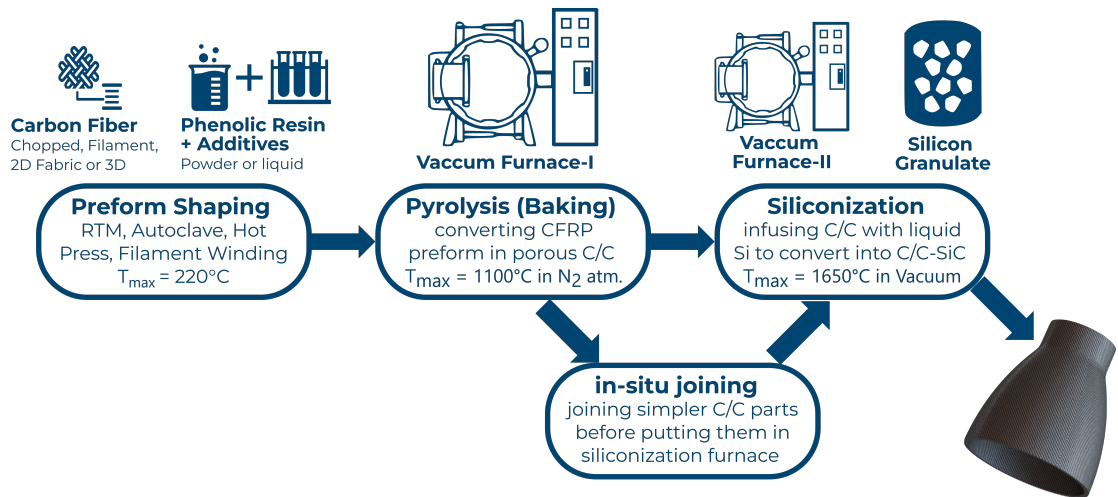 Carbon Fiber
Chopped, Filament,
2D Fabric or 3D
Phenolic Resin
+ Additives
Powder or liquid
Vaccum Furnace-I
Vaccum
Furnace-II
Silicon
Granulate
Preform Shaping
RTM, Autoclave, Hot
Press, Filament Winding
Tmax = 220°C
Pyrolysis (Baking)
converting CFRP
preform in porous C/C
Tmax = 1100°C in N2 atm.
Siliconization
infusing C/C with liquid
Si to convert into C/C-SiC
Tmax = 1650°C in Vacuum
in-situ joining
joining simpler C/C parts
before putting them in
siliconization furnace